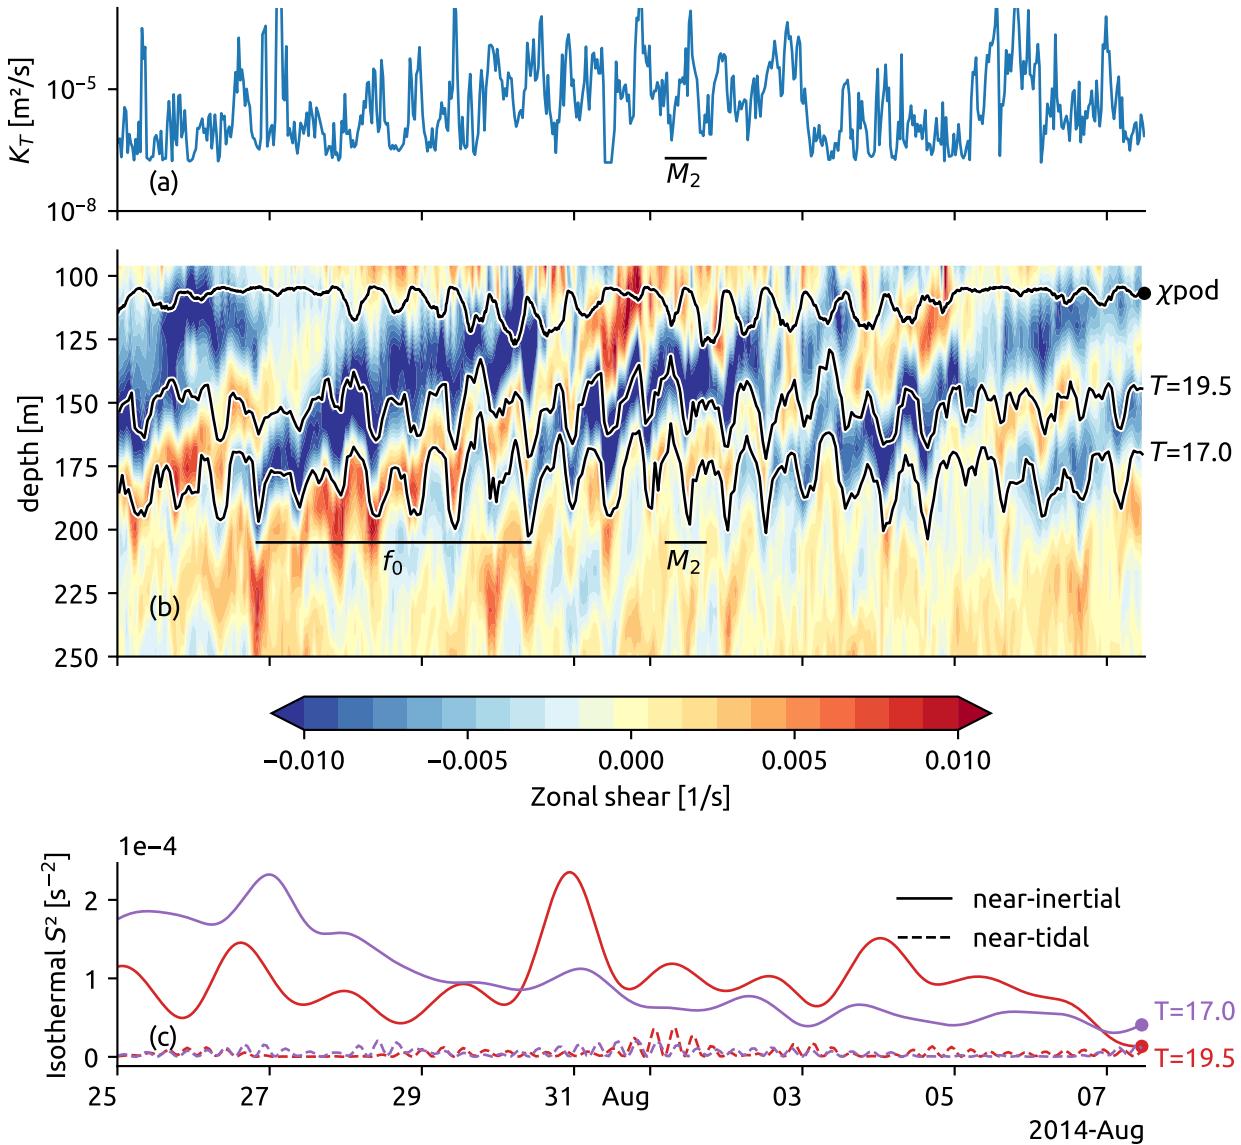 K_T [m²/s]
10⁻⁵
10⁻⁸
(a)
M₂
depth [m]
100
125
150
175
200
225
250
χpod
T=19.5
T=17.0
f₀
M₂
(b)
−0.010
−0.005
0.000
0.005
0.010
Zonal shear [1/s]
1e−4
Isothermal S² [s⁻²]
2
1
0
near-inertial
near-tidal
(c)
T=17.0
T=19.5
25
27
29
31
Aug
03
05
07
2014-Aug